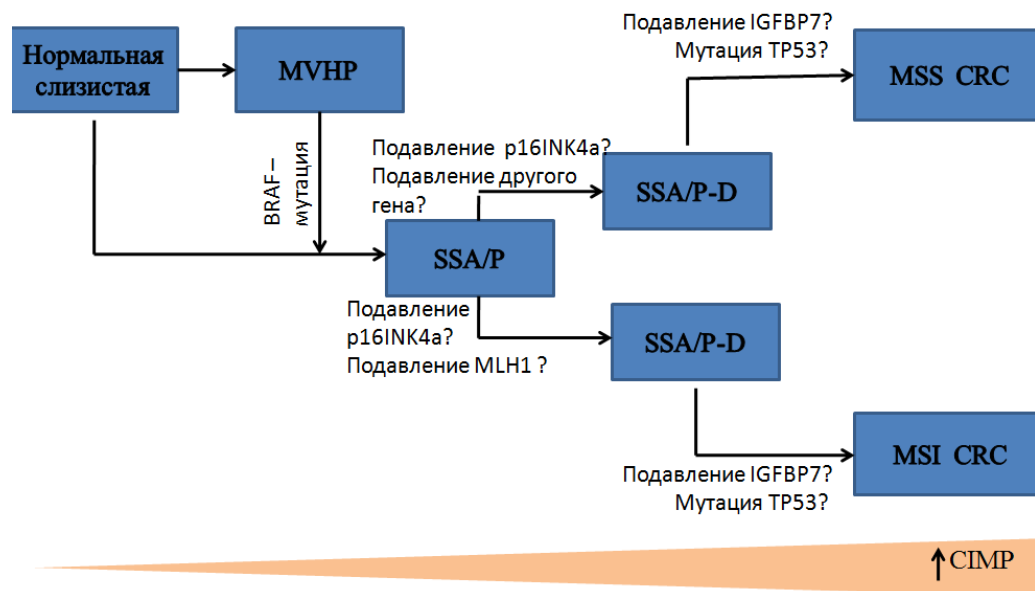 Нормальная
слизистая
MVHP
Подавление IGFBP7?
Мутация TP53?
MSS CRC
BRAF –
мутация
Подавление p16INK4a?
Подавление другого
гена?
SSA/P-D
SSA/P
Подавление
p16INK4a?
Подавление MLH1 ?
SSA/P-D
MSI CRC
Подавление IGFBP7?
Мутация TP53?
CIMP